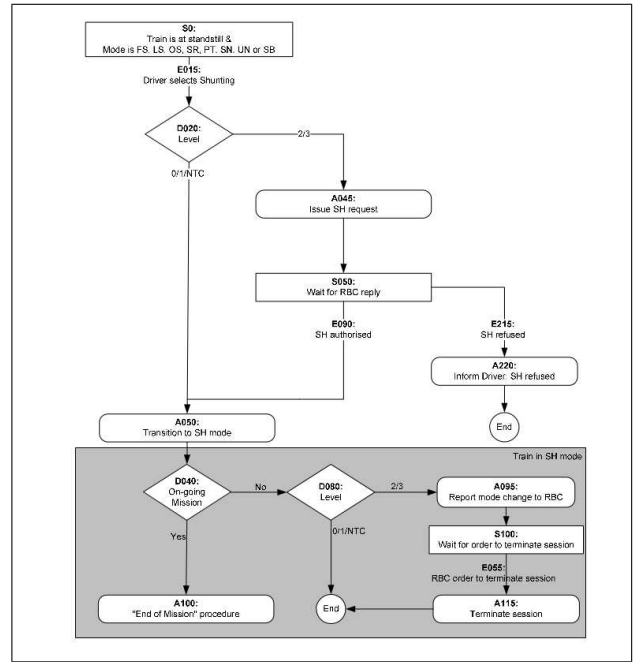 S0:
Train is at standstill &
Mode is FS. LS. OS, SR, PT. SN. UN or SB
E015:
Driver selects Shunting
D020:
Level
2/3
0/1/NTC
A045:
Issue SH request
S050:
Wait for RBC reply
E090:
SH authorised
E215:
SH refused
A220:
Inform Driver SH refused
End
A050:
Transition to SH mode
Train in SH mode
D040:
On-going
Mission
No
D080:
Level
2/3
A095:
Report mode change to RBC
S100:
Wait for order to terminate session
Yes
0/1/NTC
E055:
RBC order to terminate session
A100:
"End of Mission" procedure
End
A115:
Terminate session